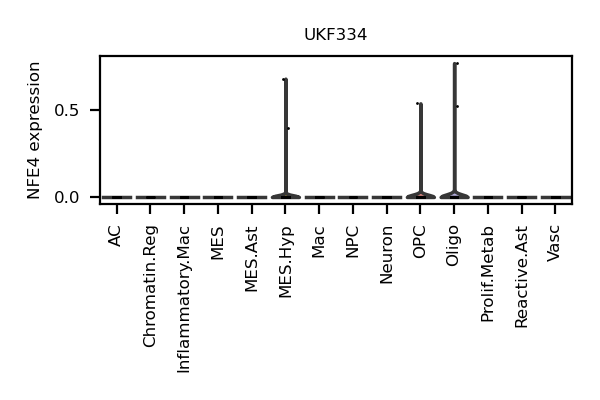 UKF334
NFE4 expression
0.5
0.0
AC
Chromatin.Reg
Inflammatory.Mac
MES
MES.Ast
MES.Hyp
Mac
NPC
Neuron
OPC
Oligo
Prolif.Metab
Reactive.Ast
Vasc